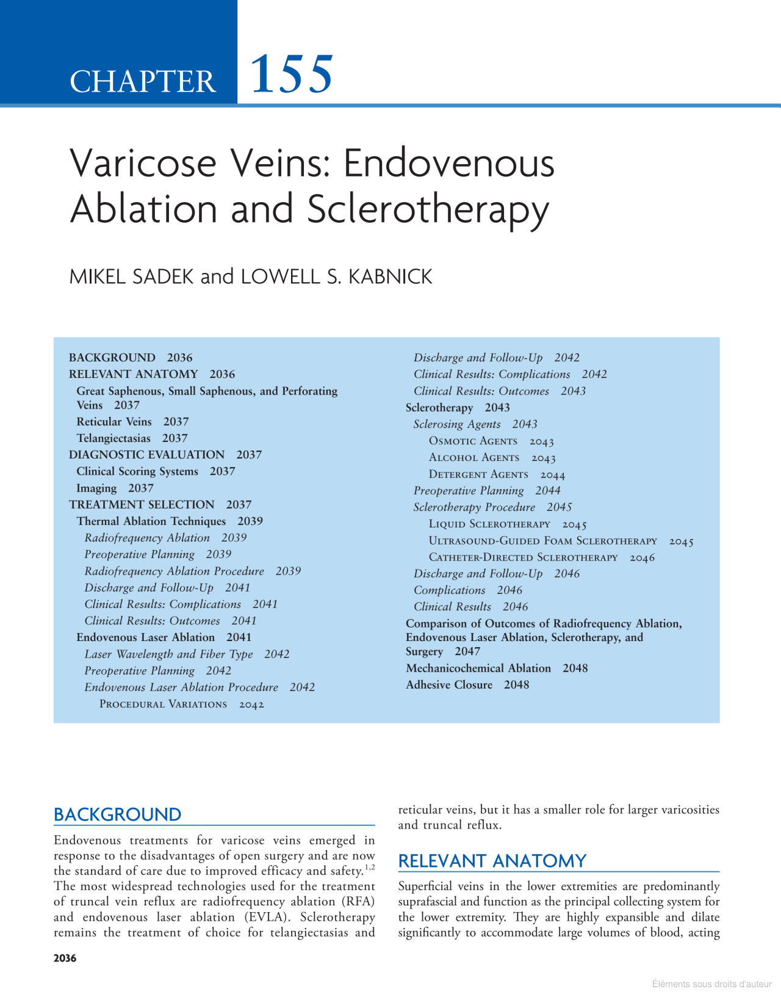 CHAPTER 155
Varicose Veins: Endovenous
Ablation and Sclerotherapy
MIKEL SADEK and LOWELL S. KABNICK
BACKGROUND 2036
RELEVANT ANATOMY 2036
Great Saphenous, Small Saphenous, and Perforating
Veins 2037
Reticular Veins 2037
Telangiectasias 2037
DIAGNOSTIC EVALUATION 2037
Clinical Scoring Systems 2037
Imaging 2037
TREATMENT SELECTION 2037
Thermal Ablation Techniques 2039
Radiofrequency Ablation 2039
Preoperative Planning 2039
Radiofrequency Ablation Procedure 2039
Discharge and Follow-Up 2041
Clinical Results: Complications 2041
Clinical Results: Outcomes 2041
Endovenous Laser Ablation 2041
Laser Wavelength and Fiber Type 2042
Preoperative Planning 2042
Endovenous Laser Ablation Procedure 2042
PROCEDURAL VARIATIONS 2042
Discharge and Follow-Up 2042
Clinical Results: Complications 2042
Clinical Results: Outcomes 2043
Sclerotherapy 2043
Sclerosing Agents 2043
OSMOTIC AGENTS 2043
ALCOHOL AGENTS 2043
DETERGENT AGENTS 2044
Preoperative Planning 2044
Sclerotherapy Procedure 2045
LIQUID SCLEROTHERAPY 2045
ULTRASOUND-GUIDED FOAM SCLEROTHERAPY 2045
CATHETER-DIRECTED SCLEROTHERAPY 2046
Discharge and Follow-Up 2046
Complications 2046
Clinical Results 2046
Comparison of Outcomes of Radiofrequency Ablation,
Endovenous Laser Ablation, Sclerotherapy, and
Surgery 2047
Mechanicochemical Ablation 2048
Adhesive Closure 2048
BACKGROUND
Endovenous treatments for varicose veins emerged in
response to the disadvantages of open surgery and are now
the standard of care due to improved efficacy and safety.1,2
The most widespread technologies used for the treatment
of truncal vein reflux are radiofrequency ablation (RFA)
and endovenous laser ablation (EVLA). Sclerotherapy
remains the treatment of choice for telangiectasias and
reticular veins, but it has a smaller role for larger varicosities
and truncal reflux.
RELEVANT ANATOMY
Superficial veins in the lower extremities are predominantly
suprafascial and function as the principal collecting system for
the lower extremity. They are highly expansible and dilate
significantly to accommodate large volumes of blood, acting
2036
Éléments sous droits d'auteur